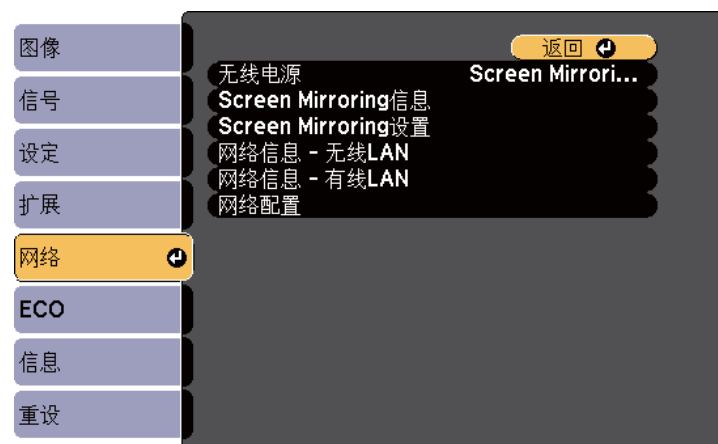 图像
信号
设定
扩展
网络
ECO
信息
重设
返回
无线电源 Screen Mirrori...
Screen Mirroring信息
Screen Mirroring设置
网络信息 - 无线LAN
网络信息 - 有线LAN
网络配置